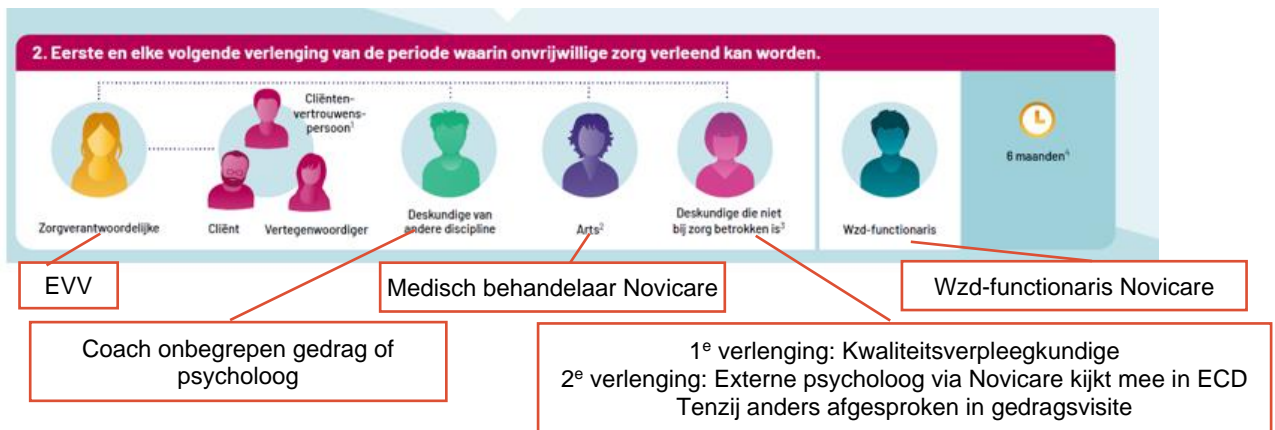 2. Eerste en elke volgende verlenging van de periode waarin onvrijwillige zorg verleend kan worden.
Cliënten-
vertrouwens-
persoon¹
6 maanden⁴
Zorgverantwoordelijke
Cliënt
Vertegenwoordiger
Deskundige van
andere discipline
Arts²
Deskundige die niet
bij zorg betrokken is³
Wzd-functionaris
EVV
Medisch behandelaar Novicare
Wzd-functionaris Novicare
Coach onbegrepen gedrag of
psycholoog
1ᵉ verlenging: Kwaliteitsverpleegkundige
2ᵉ verlenging: Externe psycholoog via Novicare kijkt mee in ECD
Tenzij anders afgesproken in gedragsvisite